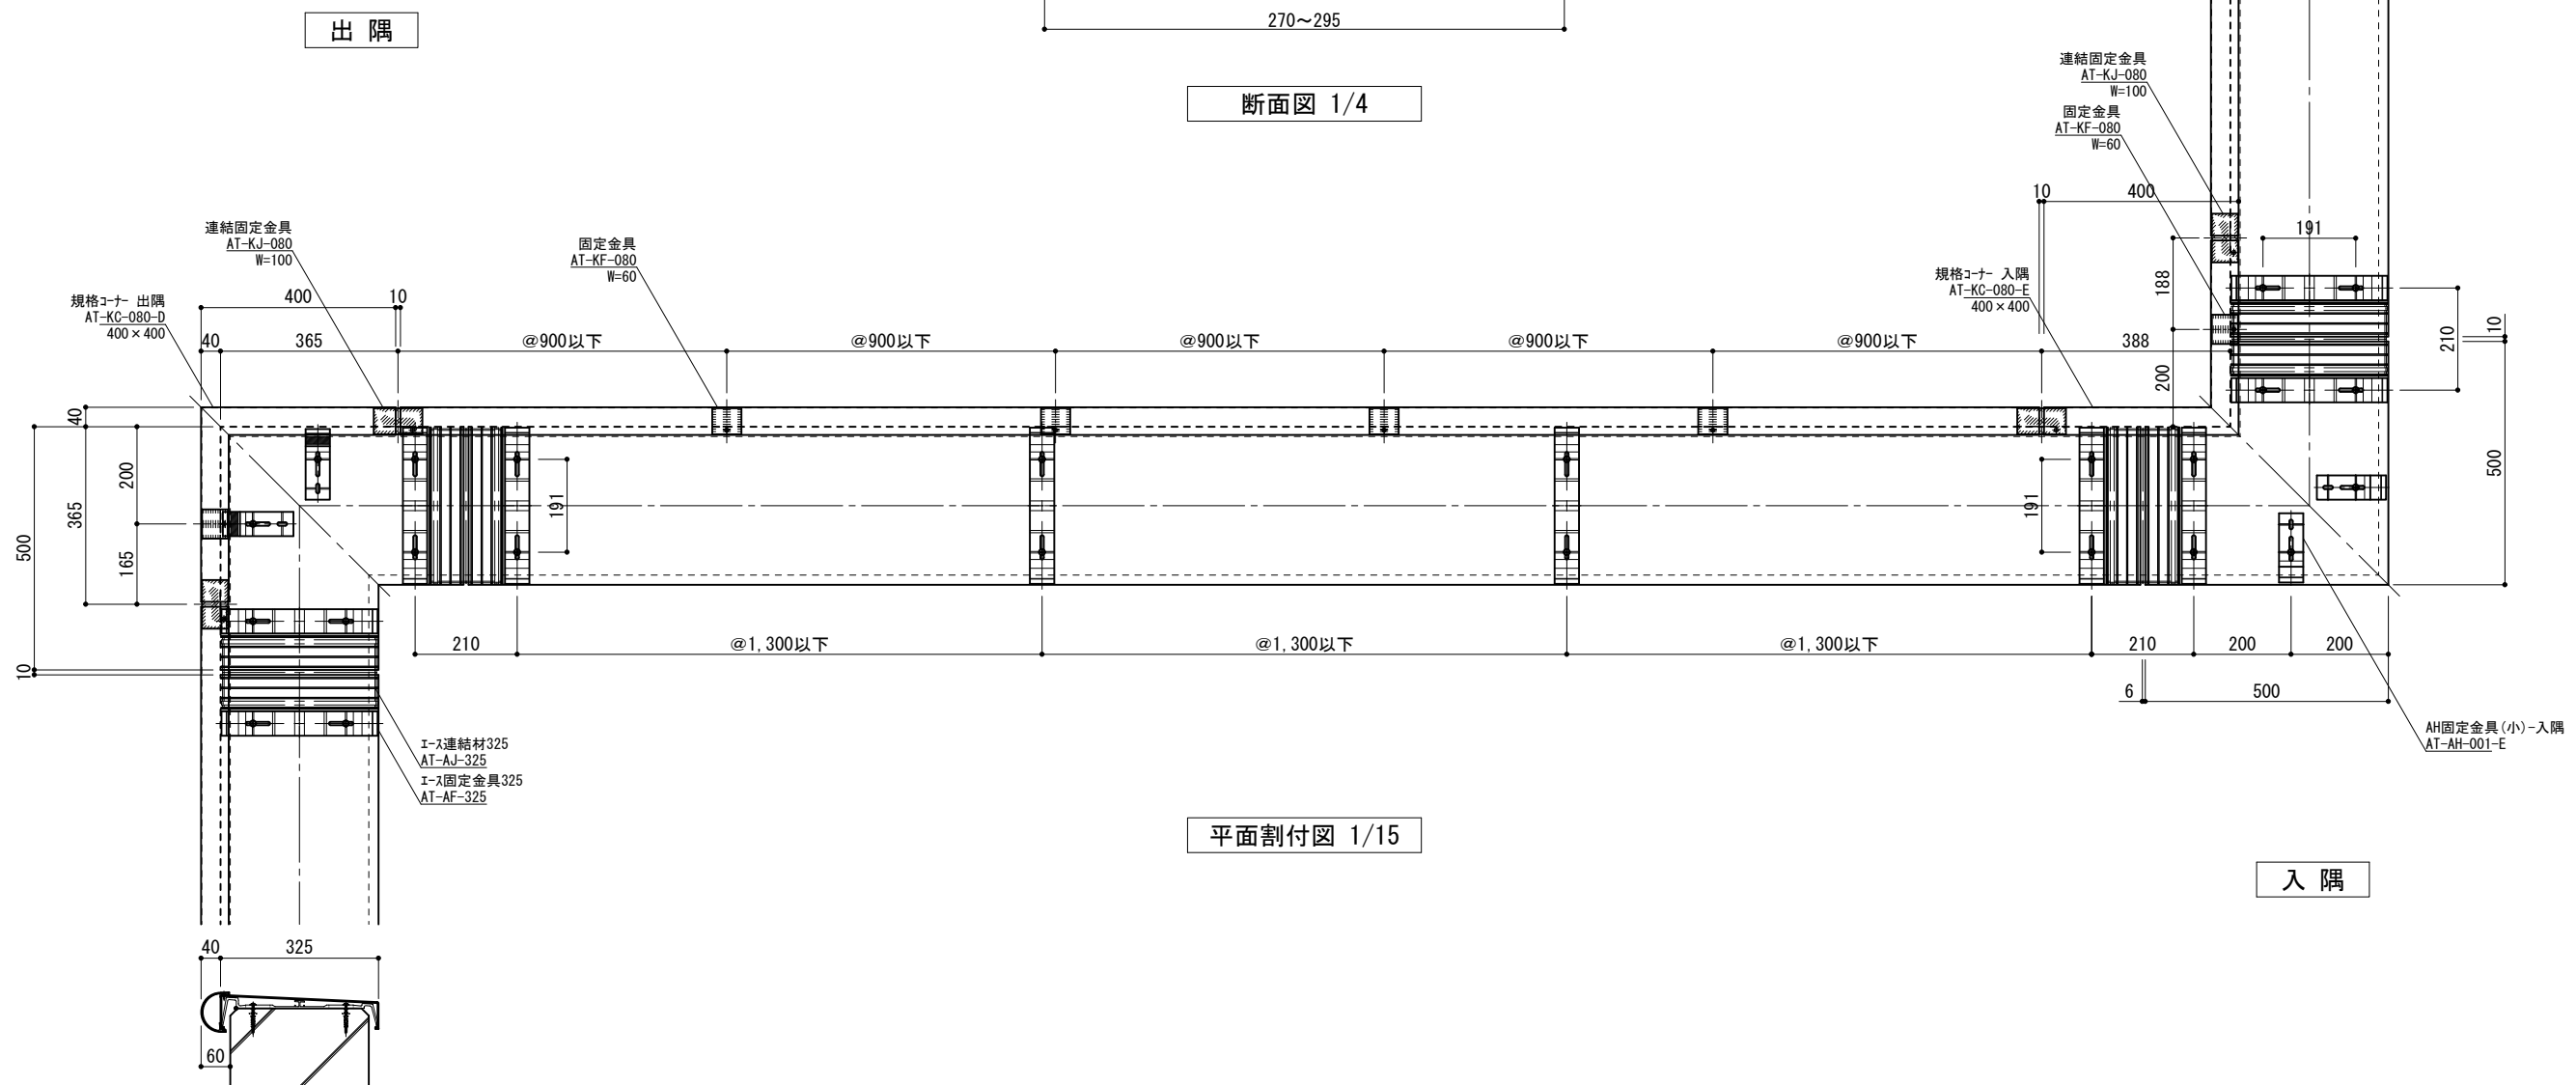 出 隅
270～295
断面図 1/4
連結固定金具
AT-KJ-080
W=100
固定金具
AT-KF-080
W=60
10
400
191
188
200
210
10
500
連結固定金具
AT-KJ-080
W=100
固定金具
AT-KF-080
W=60
規格コーナー 入隅
AT-KC-080-E
400×400
規格コーナー 出隅
AT-KC-080-D
400×400
400
10
40
365
@900以下
@900以下
@900以下
@900以下
@900以下
388
40
200
365
500
165
10
191
191
210
@1,300以下
@1,300以下
@1,300以下
210
200
200
6
500
AH固定金具(小)-入隅
AT-AH-001-E
エース連結材325
AT-AJ-325
エース固定金具325
AT-AF-325
平面割付図 1/15
入 隅
40
325
60